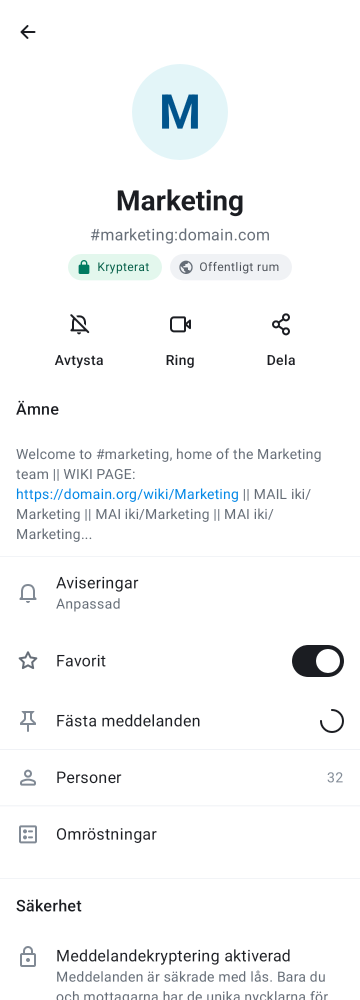 M
Marketing
#marketing:domain.com
Krypterat
Offentligt rum
Avtysta
Ring
Dela
Ämne
Welcome to #marketing, home of the Marketing
team || WIKI PAGE:
https://domain.org/wiki/Marketing || MAIL iki/
Marketing || MAI iki/Marketing || MAI iki/
Marketing...
Aviseringar
Anpassad
Favorit
Fästa meddelanden
Personer
32
Omröstningar
Säkerhet
Meddelandekryptering aktiverad
Meddelanden är säkrade med lås. Bara du
och mottagarna har de unika nycklarna för